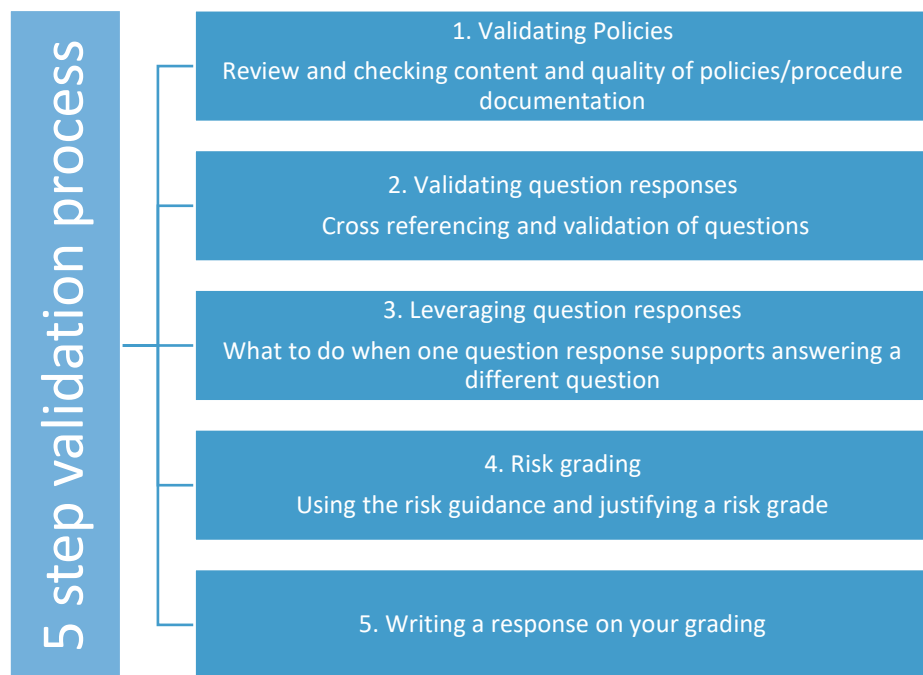 5 step validation process
1. Validating Policies
Review and checking content and quality of policies/procedure
documentation
2. Validating question responses
Cross referencing and validation of questions
3. Leveraging question responses
What to do when one question response supports answering a
different question
4. Risk grading
Using the risk guidance and justifying a risk grade
5. Writing a response on your grading